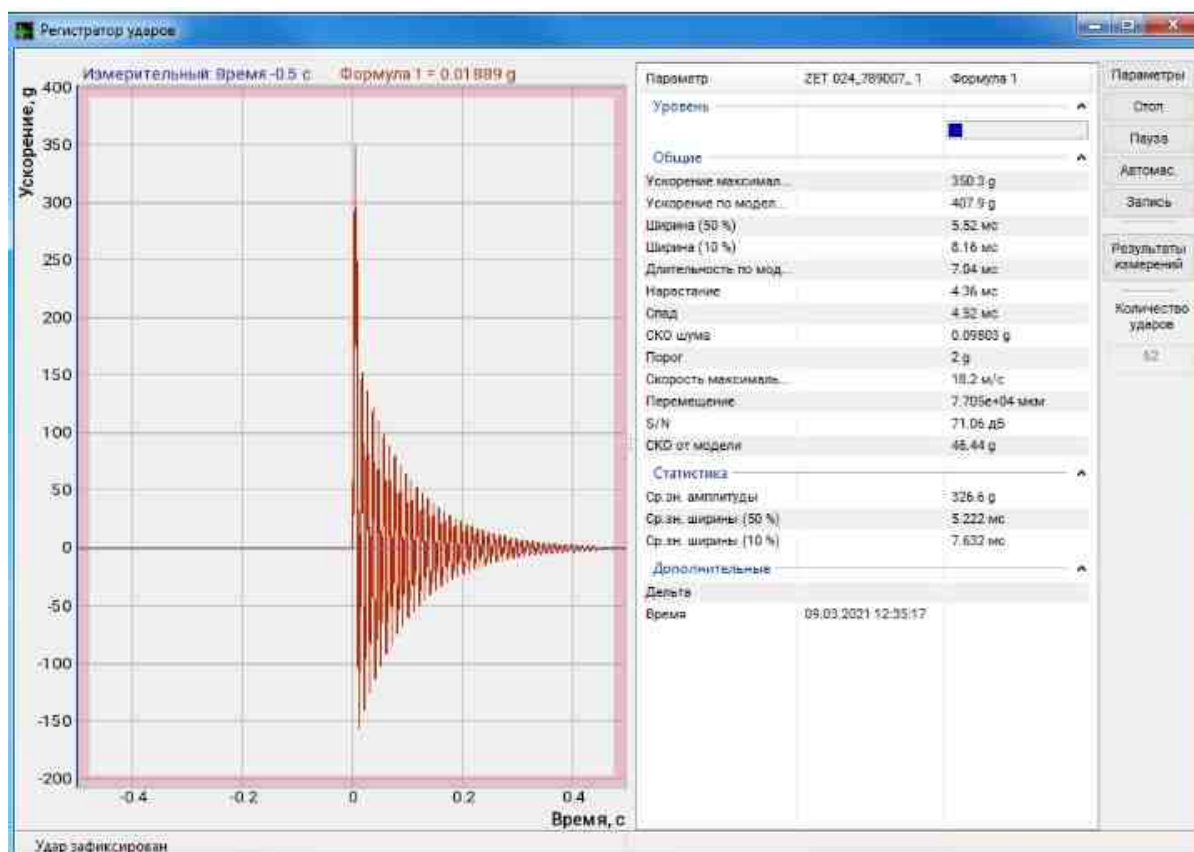 Регистратор ударов
Измерительный: Время -0.5 с Формула 1 = 0.01889 g
Ускорение, g
400
350
300
250
200
150
100
50
0
-50
-100
-150
-200
-0.4 -0.2 0 0.2 0.4
Время, с
Параметр ZET 024_789007_ 1 Формула 1
Уровень
Общие
Ускорение максимал... 350.3 g
Ускорение по модел... 407.9 g
Ширина (50 %) 5.52 мс
Ширина (10 %) 8.16 мс
Длительность по мод... 7.04 мс
Нарастание 4.36 мс
Спад 4.52 мс
СКО шума 0.09803 g
Порог 2 g
Скорость максималь... 18.2 м/с
Перемещение 7.705e+04 мкм
S/N 71.06 дБ
СКО от модели 46.44 g
Статистика
Ср.зн. амплитуды 326.6 g
Ср.зн. ширины (50 %) 5.222 мс
Ср.зн. ширины (10 %) 7.632 мс
Дополнительные
Дельта
Время 09.03.2021 12:35:17
Параметры
Стоп
Пауза
Автомас.
Запись
Результаты
измерений
Количество
ударов
52
Удар зафиксирован